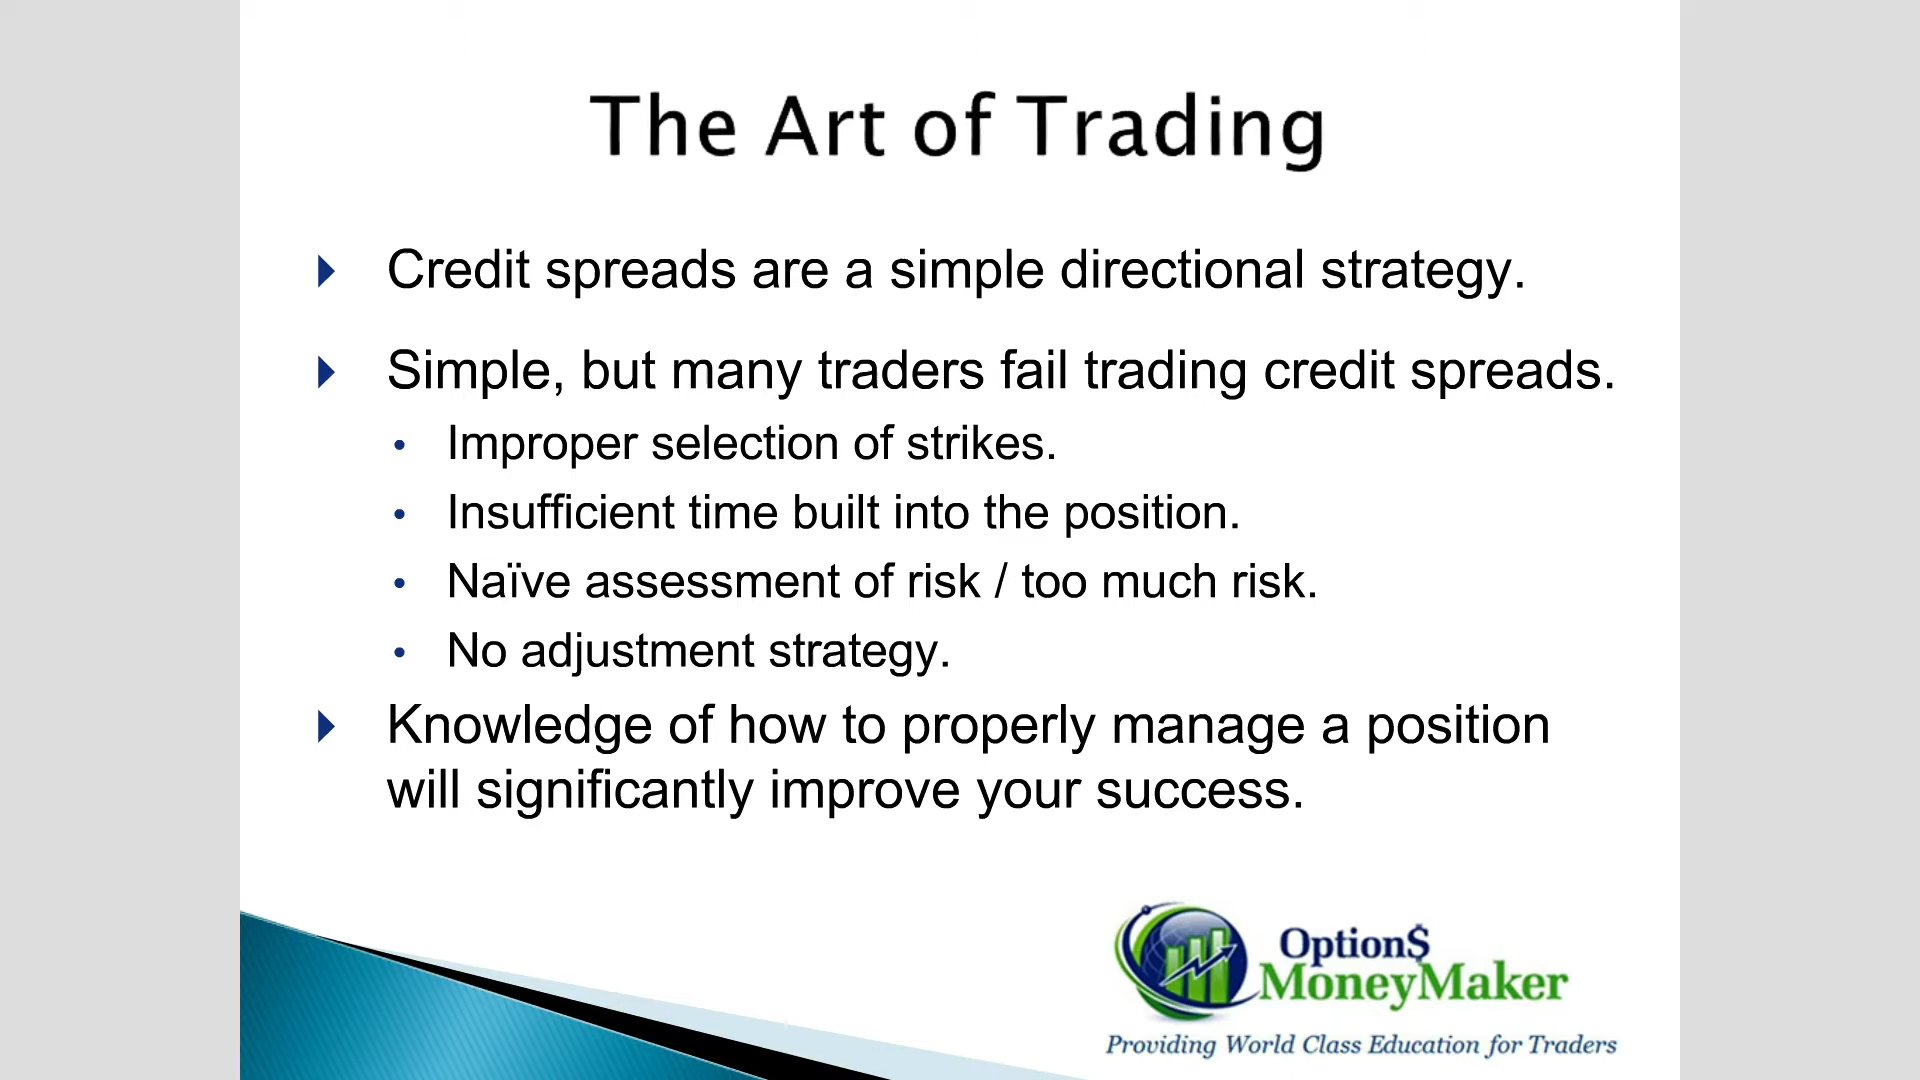 The Art of Trading
Credit spreads are a simple directional strategy.
Simple, but many traders fail trading credit spreads.
Improper selection of strikes.
Insufficient time built into the position.
Naïve assessment of risk / too much risk.
No adjustment strategy.
Knowledge of how to properly manage a position
will significantly improve your success.
Option$
MoneyMaker
Providing World Class Education for Traders